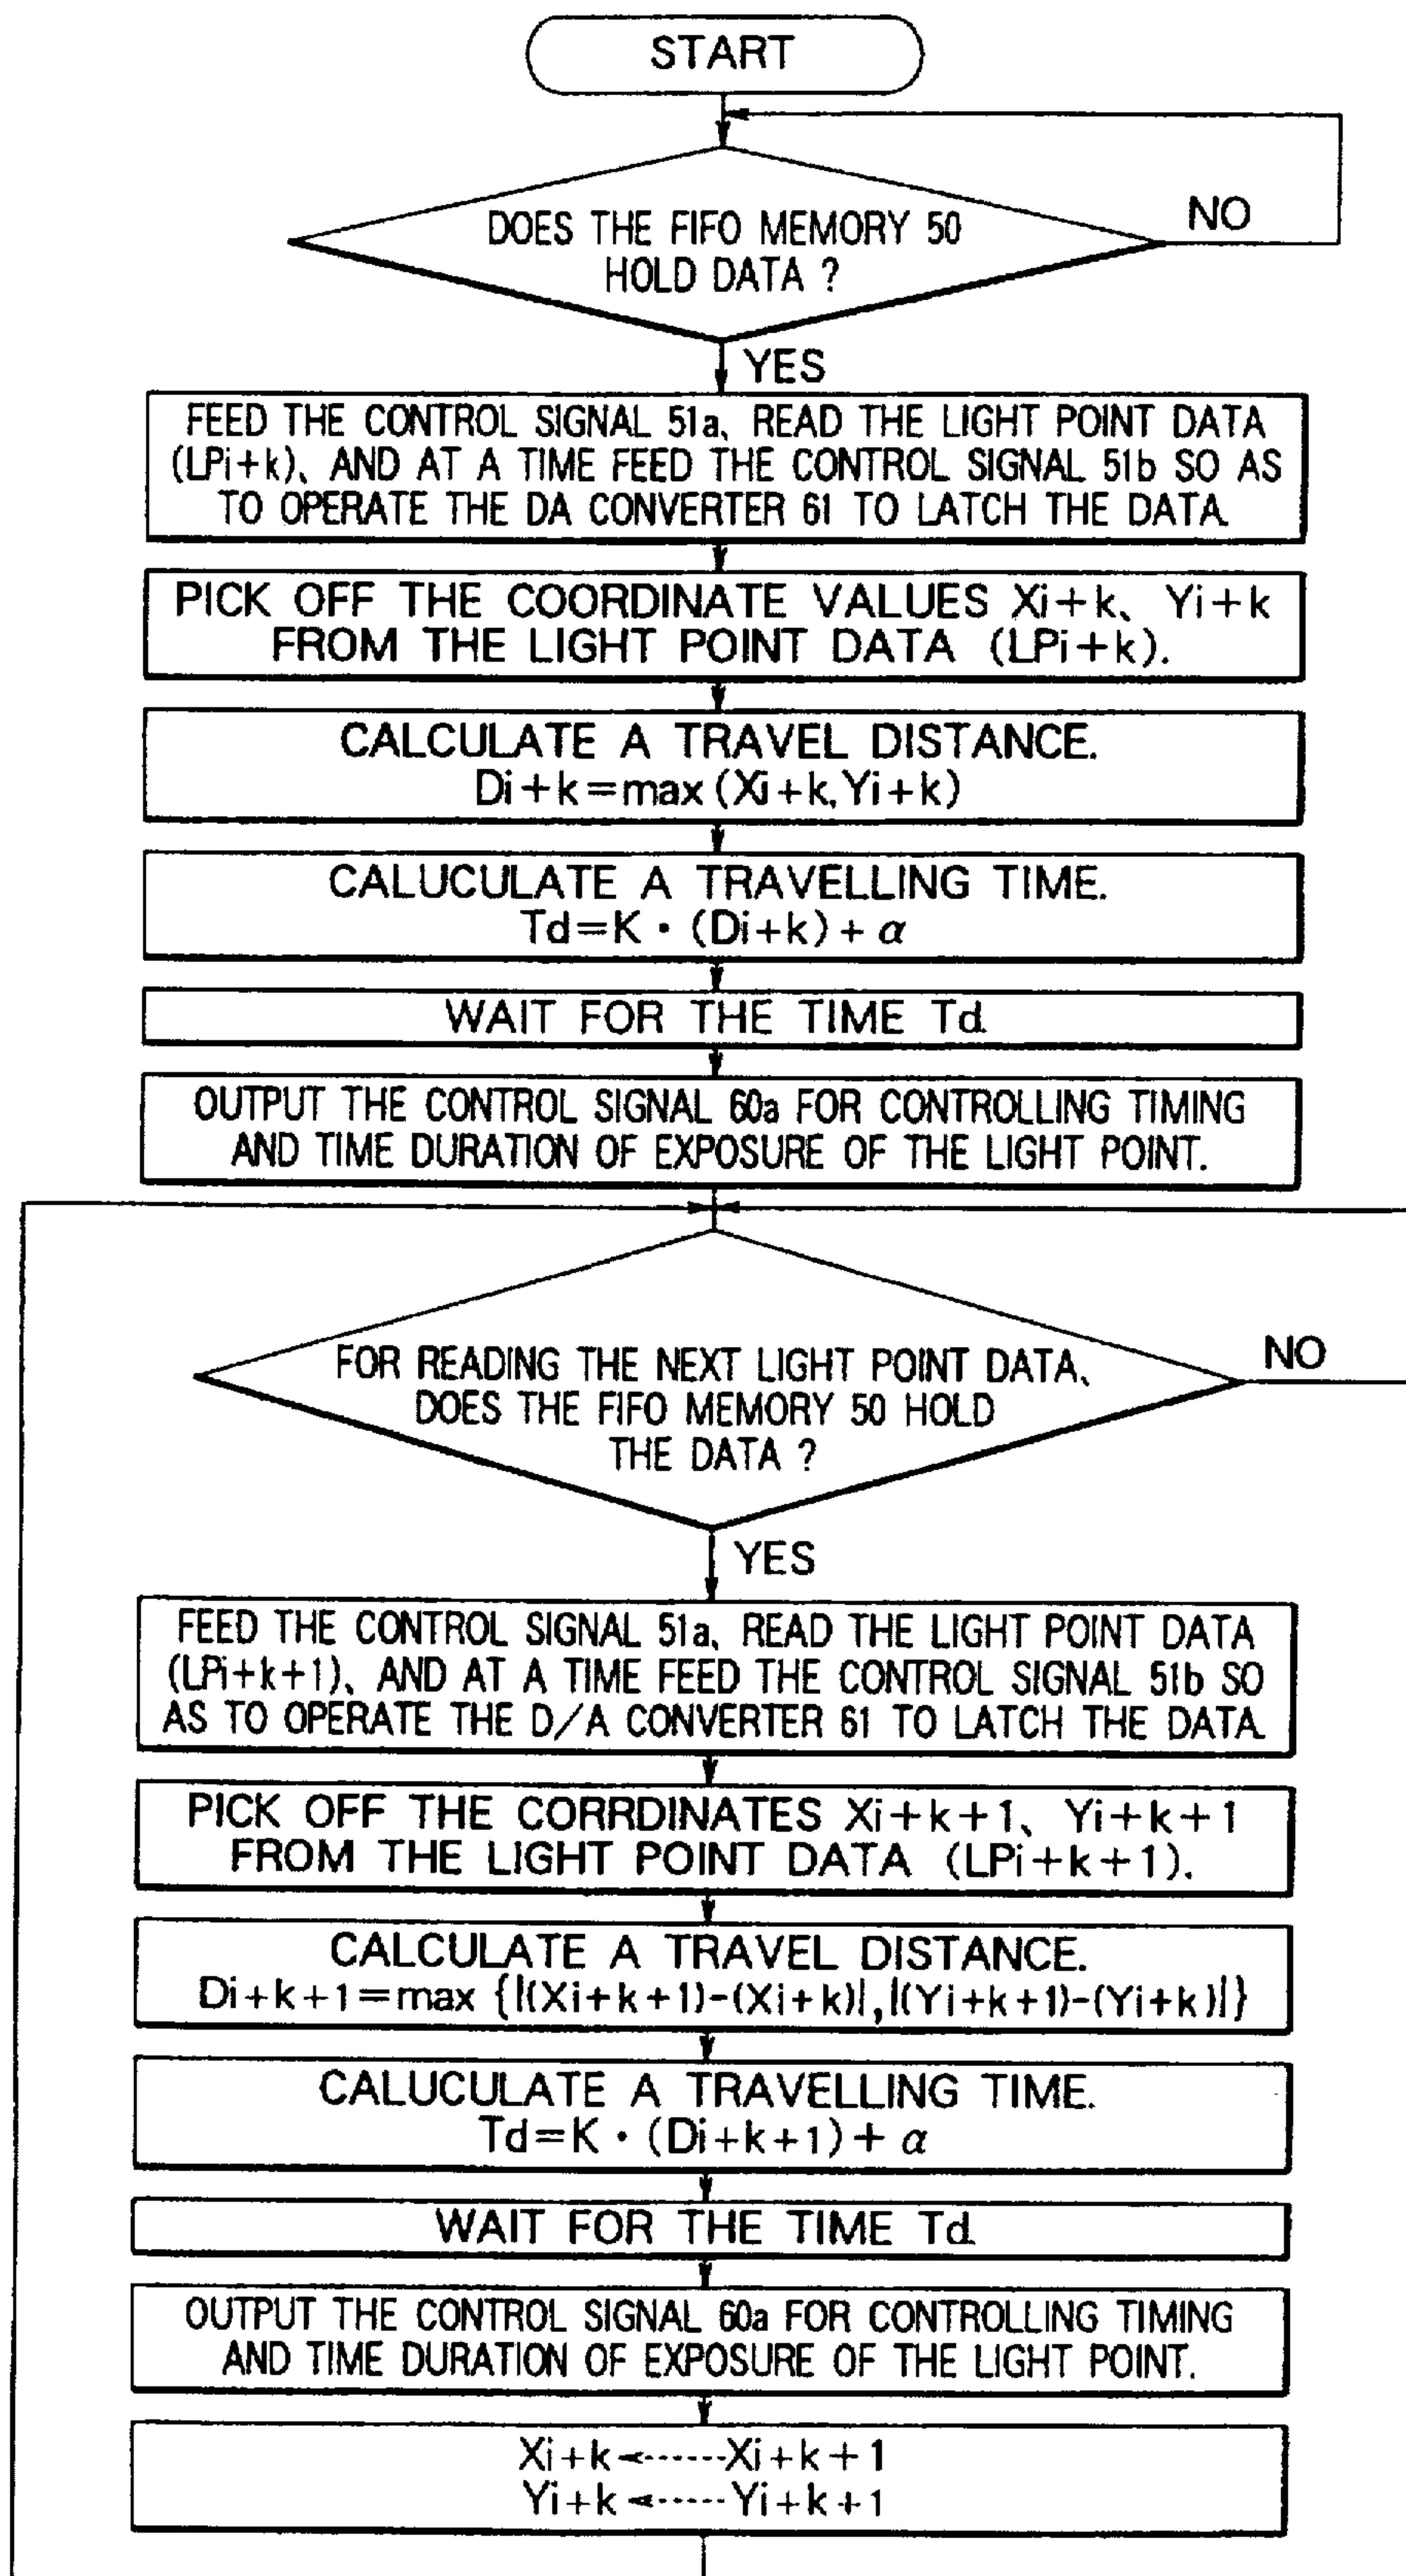 START
DOES THE FIFO MEMORY 50
HOLD DATA ?
NO
YES
FEED THE CONTROL SIGNAL 51a、READ THE LIGHT POINT DATA
(LPi+k)、AND AT A TIME FEED THE CONTROL SIGNAL 51b SO AS
TO OPERATE THE DA CONVERTER 61 TO LATCH THE DATA.
PICK OFF THE COORDINATE VALUES Xi+k、Yi+k
FROM THE LIGHT POINT DATA (LPi+k).
CALCULATE A TRAVEL DISTANCE.
Di+k=max(Xi+k,Yi+k)
CALUCULATE A TRAVELLING TIME.
Td=K・(Di+k)+α
WAIT FOR THE TIME Td.
OUTPUT THE CONTROL SIGNAL 60a FOR CONTROLLING TIMING
AND TIME DURATION OF EXPOSURE OF THE LIGHT POINT.
FOR READING THE NEXT LIGHT POINT DATA、
DOES THE FIFO MEMORY 50 HOLD
THE DATA ?
NO
YES
FEED THE CONTROL SIGNAL 51a、READ THE LIGHT POINT DATA
(LPi+k+1)、AND AT A TIME FEED THE CONTROL SIGNAL 51b SO
AS TO OPERATE THE D/A CONVERTER 61 TO LATCH THE DATA.
PICK OFF THE CORRDINATES Xi+k+1、Yi+k+1
FROM THE LIGHT POINT DATA (LPi+k+1).
CALCULATE A TRAVEL DISTANCE.
Di+k+1=max {|(Xi+k+1)-(Xi+k)|,|(Yi+k+1)-(Yi+k)|}
CALUCULATE A TRAVELLING TIME.
Td=K・(Di+k+1)+α
WAIT FOR THE TIME Td.
OUTPUT THE CONTROL SIGNAL 60a FOR CONTROLLING TIMING
AND TIME DURATION OF EXPOSURE OF THE LIGHT POINT.
Xi+k◄------Xi+k+1
Yi+k◄------Yi+k+1